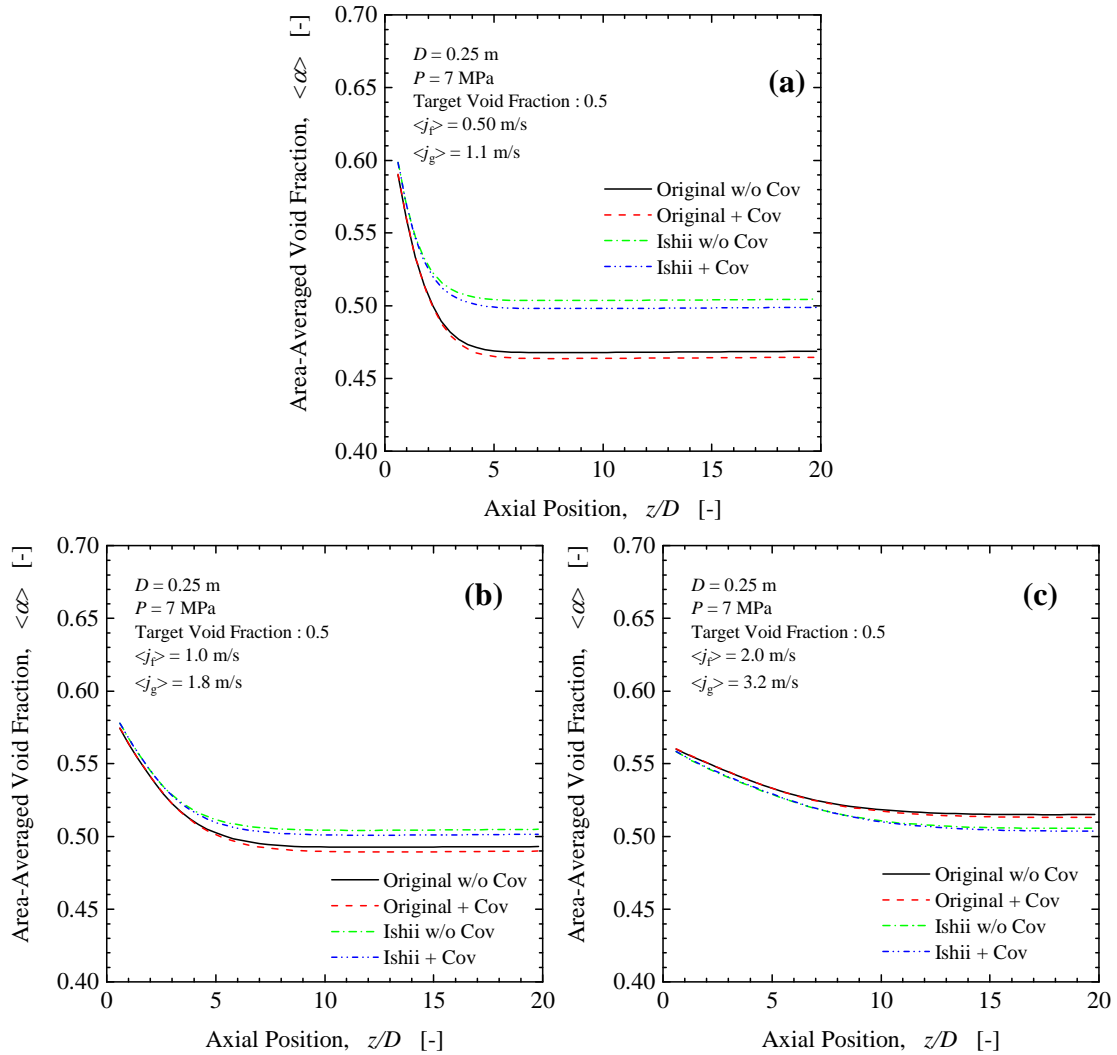 0.70
0.65
0.60
0.55
0.50
0.45
0.40
Area-Averaged Void Fraction, <α> [-]
D = 0.25 m
P = 7 MPa
Target Void Fraction : 0.5
<jf> = 0.50 m/s
<jg> = 1.1 m/s
(a)
Original w/o Cov
Original + Cov
Ishii w/o Cov
Ishii + Cov
0 5 10 15 20
Axial Position, z/D [-]
0.70
0.65
0.60
0.55
0.50
0.45
0.40
Area-Averaged Void Fraction, <α> [-]
D = 0.25 m
P = 7 MPa
Target Void Fraction : 0.5
<jf> = 1.0 m/s
<jg> = 1.8 m/s
(b)
Original w/o Cov
Original + Cov
Ishii w/o Cov
Ishii + Cov
0 5 10 15 20
Axial Position, z/D [-]
0.70
0.65
0.60
0.55
0.50
0.45
0.40
Area-Averaged Void Fraction, <α> [-]
D = 0.25 m
P = 7 MPa
Target Void Fraction : 0.5
<jf> = 2.0 m/s
<jg> = 3.2 m/s
(c)
Original w/o Cov
Original + Cov
Ishii w/o Cov
Ishii + Cov
0 5 10 15 20
Axial Position, z/D [-]